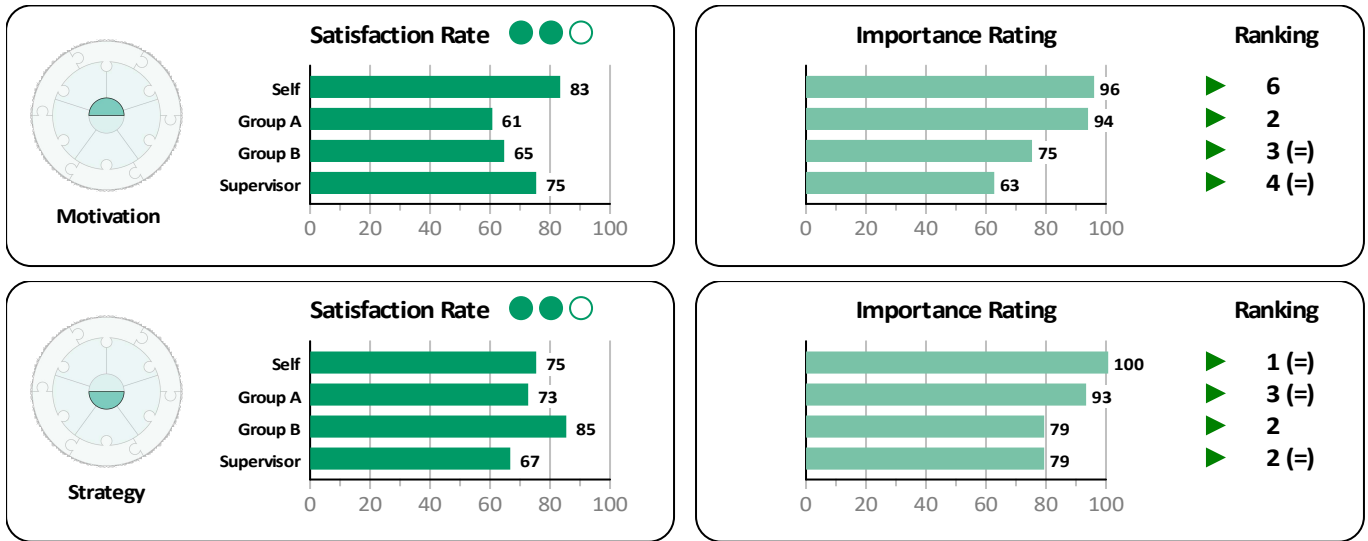 Satisfaction Rate
Importance Rating Ranking
Self 83 96 6
Group A 61 94 2
Group B 65 75 3 (=)
Supervisor 75 63 4 (=)
Motivation
0 20 40 60 80 100 0 20 40 60 80 100
Satisfaction Rate
Importance Rating Ranking
Self 75 100 1 (=)
Group A 73 93 3 (=)
Group B 85 79 2
Supervisor 67 79 2 (=)
Strategy
0 20 40 60 80 100 0 20 40 60 80 100